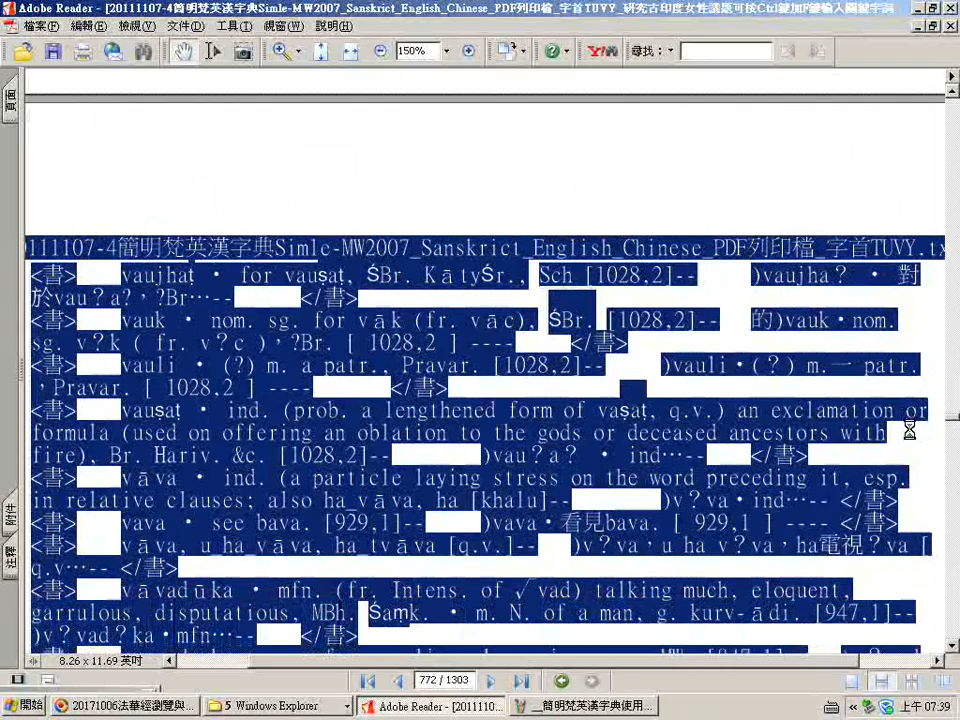 Adobe Reader - [20111107-4簡明梵英漢字典Simle-MW2007_Sanskrict_English_Chinese_PDF列印檔_字首TUVY_研究古印度女性議題可按Ctrl鍵加F鍵輸入關鍵字詞
檔案(F) 編輯(E) 檢視(V) 文件(D) 工具(T) 視窗(W) 說明(H)
150% 尋找:
頁面
111107-4簡明梵英漢字典Simle-MW2007_Sanskrict_English_Chinese_PDF列印檔_字首TUVY.tx
<書> vaujhaṭ ‧ for vauṣaṭ, ŚBr. KātyŚr., Sch [1028,2]-- )vaujha? ‧ 對
於vau?a?，?Br…-- </書>
<書> vauk ‧ nom. sg. for vāk (fr. vāc), ŚBr. [1028,2]-- 的)vauk‧nom.
sg. v?k ( fr. v?c )，?Br. [ 1028,2 ] ---- </書>
<書> vauli ‧ (?) m. a patr., Pravar. [1028,2]-- )vauli‧(?) m.一 patr.
，Pravar. [ 1028,2 ] ---- </書>
<書> vauṣaṭ ‧ ind. (prob. a lengthened form of vaṣaṭ, q.v.) an exclamation or
formula (used on offering an oblation to the gods or deceased ancestors with
fire), Br. Hariv. &c. [1028,2]-- )vau?a? ‧ ind…-- </書>
<書> vāva ‧ ind. (a particle laying stress on the word preceding it, esp.
in relative clauses; also ha_vāva, ha [khalu]-- )v?va‧ind…-- </書>
<書> vava ‧ see bava. [929,1]-- )vava‧看見bava. [ 929,1 ] ---- </書>
<書> vāva, u_ha_vāva, ha_tvāva [q.v.]-- )v?va，u ha v?va，ha電視?va [
q.v…-- </書>
<書> vāvadūka ‧ mfn. (fr. Intens. of √vad) talking much, eloquent,
garrulous, disputatious, MBh. Śaṃk. ‧ m. N. of a man, g. kurv-ādi. [947,1]--
)v?vad?ka‧mfn…-- </書>
附件
注釋
8.26 x 11.69 英吋
772 / 1303
開始 20171006法華經瀏覽與... 5 Windows Explorer Adobe Reader - [2011110... __簡明梵英字典使用... 上午 07:39